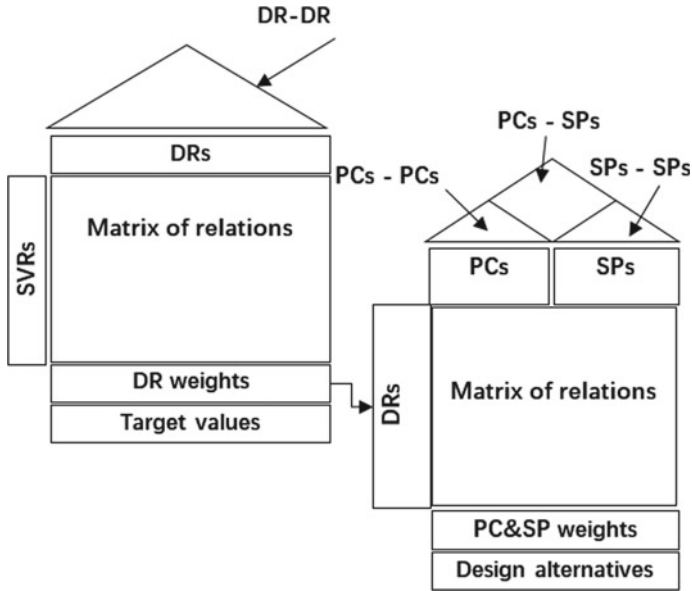 DR-DR
DRs
SVRs
Matrix of relations
DR weights
Target values
PCs - SPs
PCs - PCs
SPs - SPs
PCs
SPs
DRs
Matrix of relations
PC&SP weights
Design alternatives